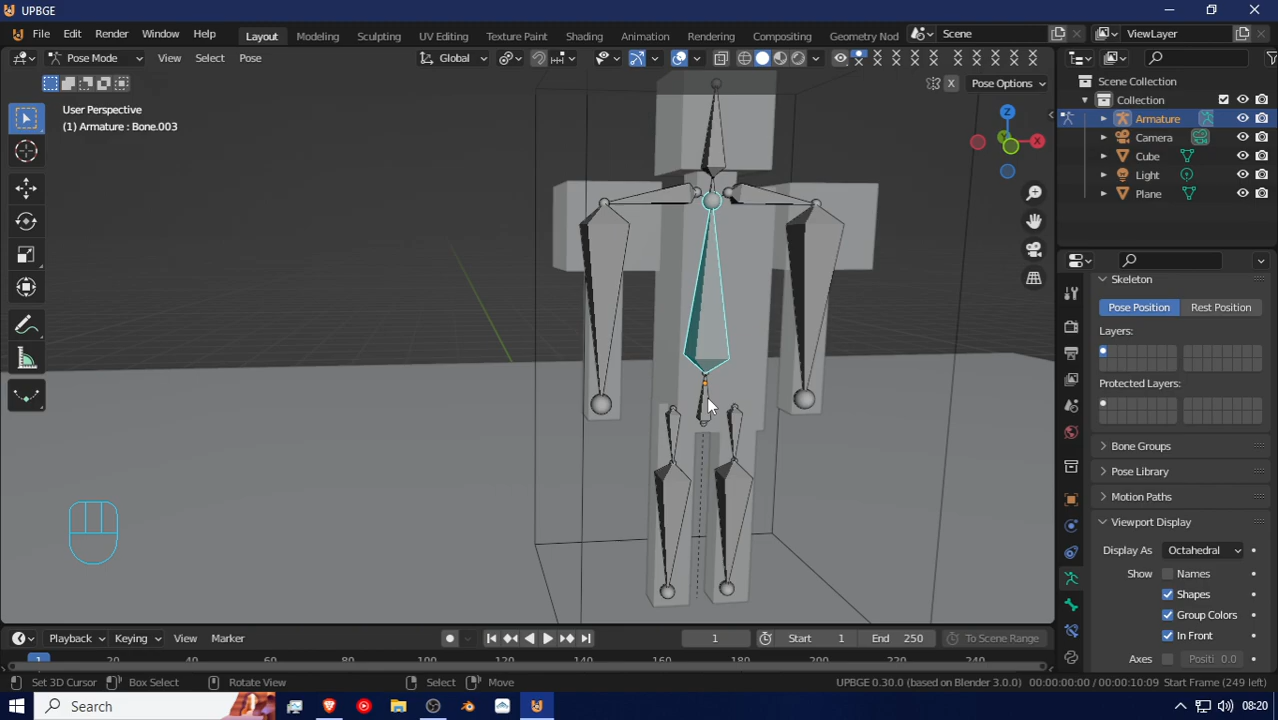 UPBGE
File Edit Render Window Help Layout Modeling Sculpting UV Editing Texture Paint Shading Animation Rendering Compositing Geometry Nod Scene ViewLayer
Pose Mode View Select Pose Global
X Pose Options
User Perspective
(1) Armature : Bone.003
Z
Y
X
Scene Collection
Collection
Armature
Camera
Cube
Light
Plane
Skeleton
Pose Position Rest Position
Layers:
Protected Layers:
Bone Groups
Pose Library
Motion Paths
Viewport Display
Display As Octahedral
Show Names
Shapes
Group Colors
In Front
Axes Positi 0.0
Playback Keying View Marker 1 Start 1 End 250 To Scene Range
1 20 40 60 80 100 120 140 160 180 200 220 240
Set 3D Cursor Box Select Rotate View Select Move UPBGE 0.30.0 (based on Blender 3.0.0) 00:00:00:00 / 00:00:10:09 Start Frame (249 left)
Search 08:20